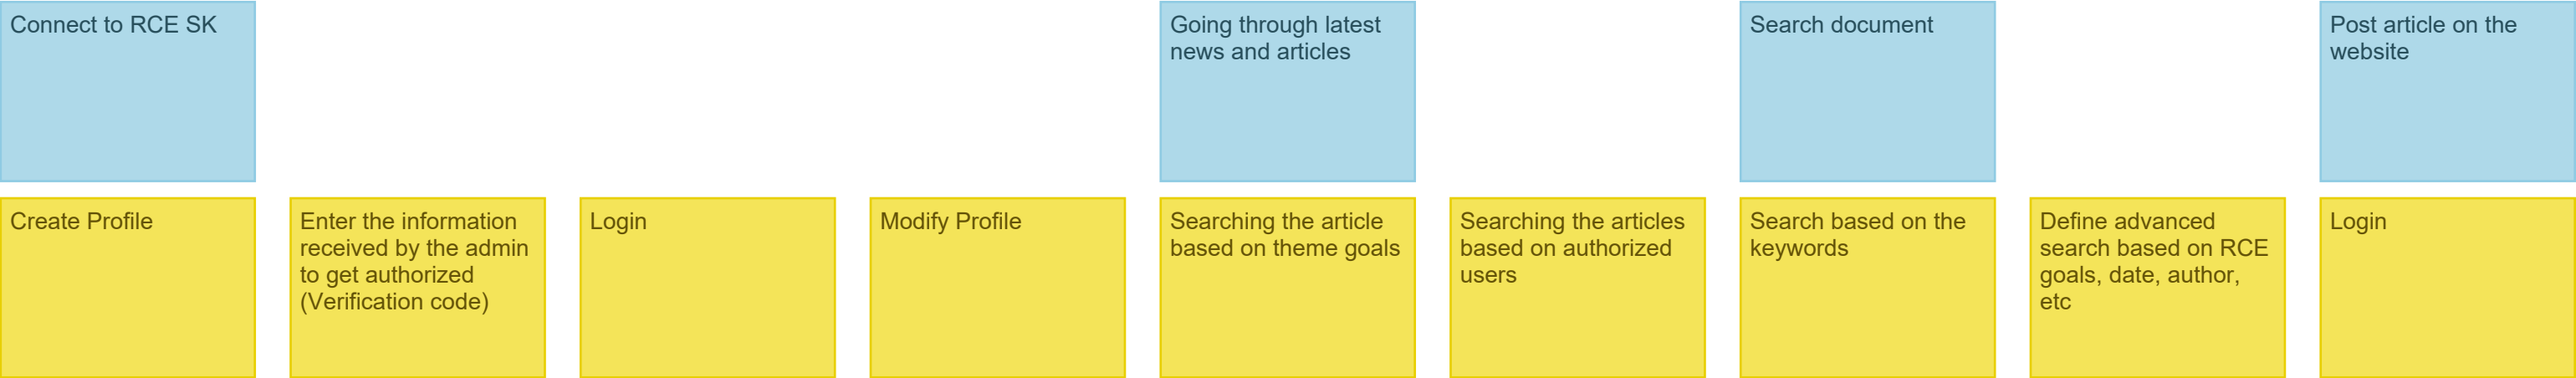 Connect to RCE SK
Going through latest
news and articles
Search document
Post article on the
website
Create Profile
Enter the information
received by the admin
to get authorized
(Verification code)
Login
Modify Profile
Searching the article
based on theme goals
Searching the articles
based on authorized
users
Search based on the
keywords
Define advanced
search based on RCE
goals, date, author,
etc
Login